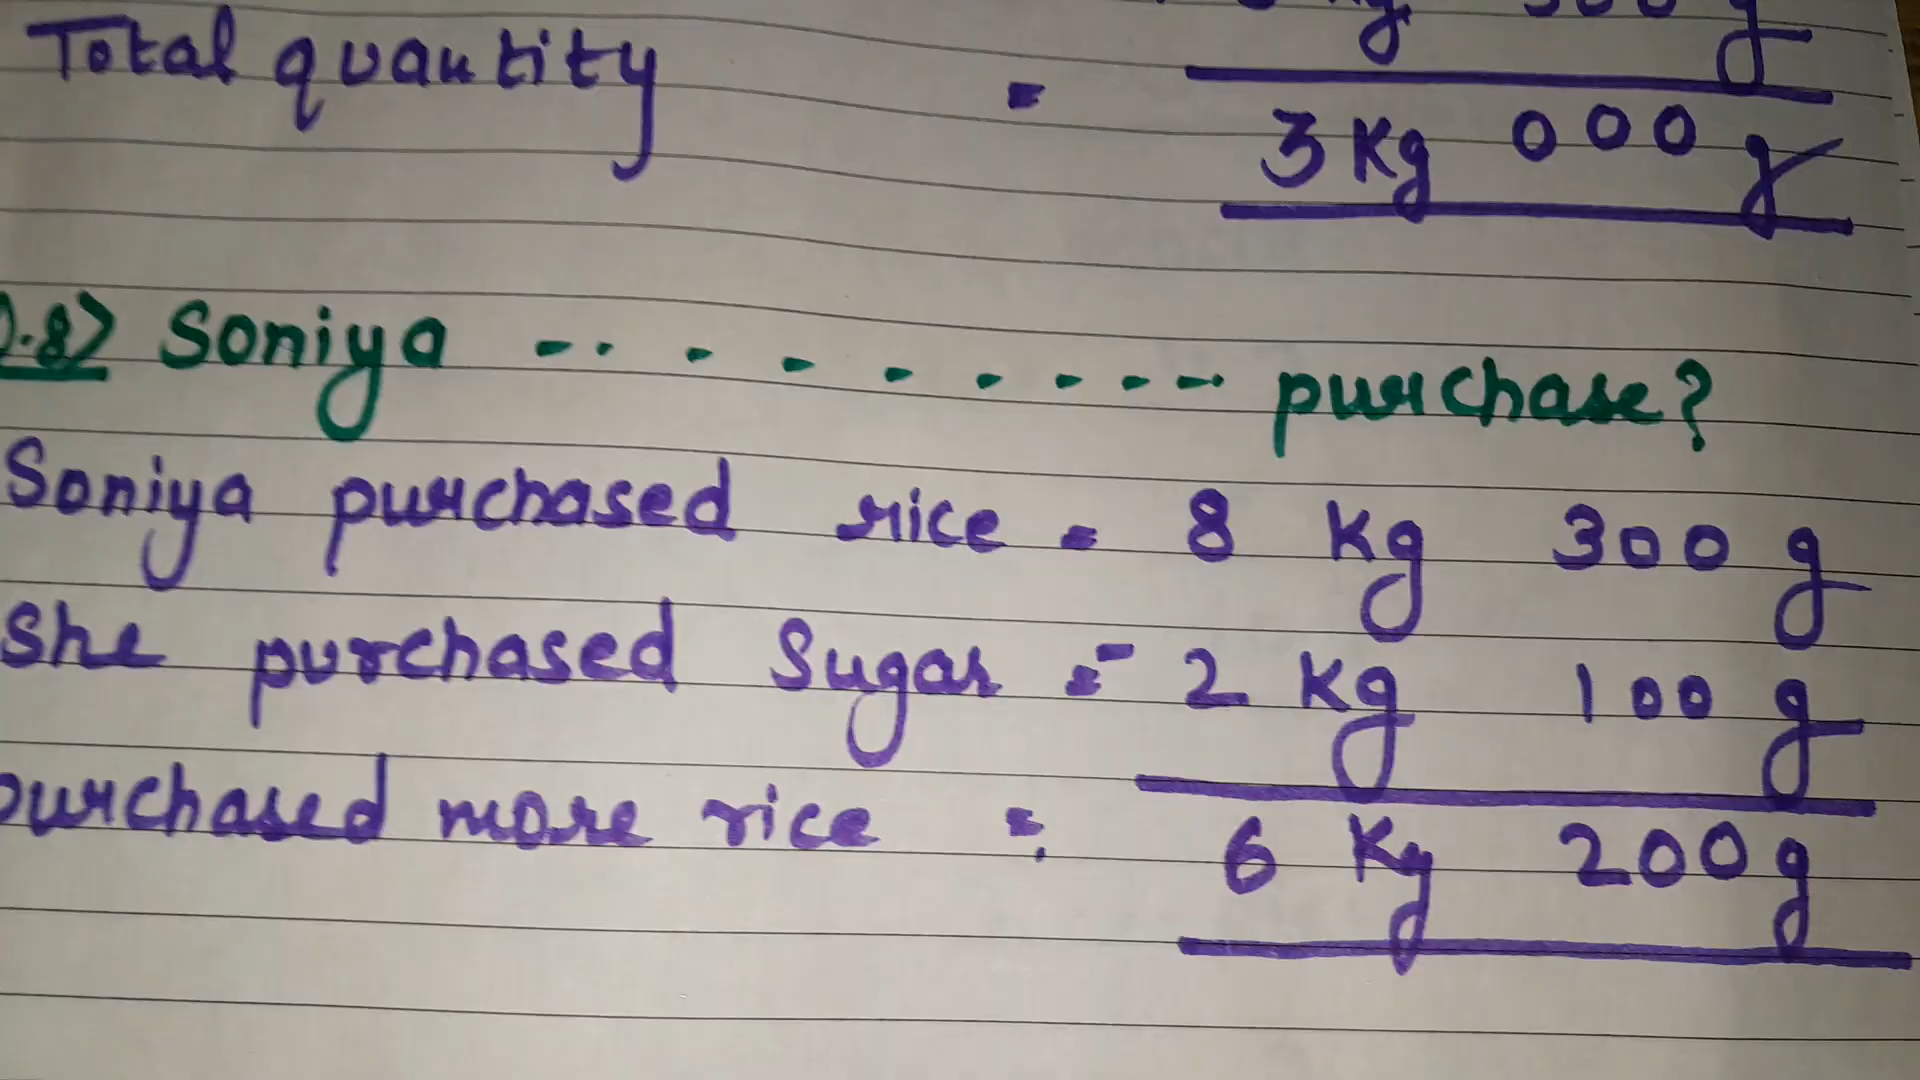 Total quantity = 3 Kg 000 g
Q.8> Soniya -- - - - - - - -- purchase?
Soniya purchased rice = 8 Kg 300 g
She purchased Sugar = - 2 Kg 100 g
purchased more rice = 6 Kg 200g